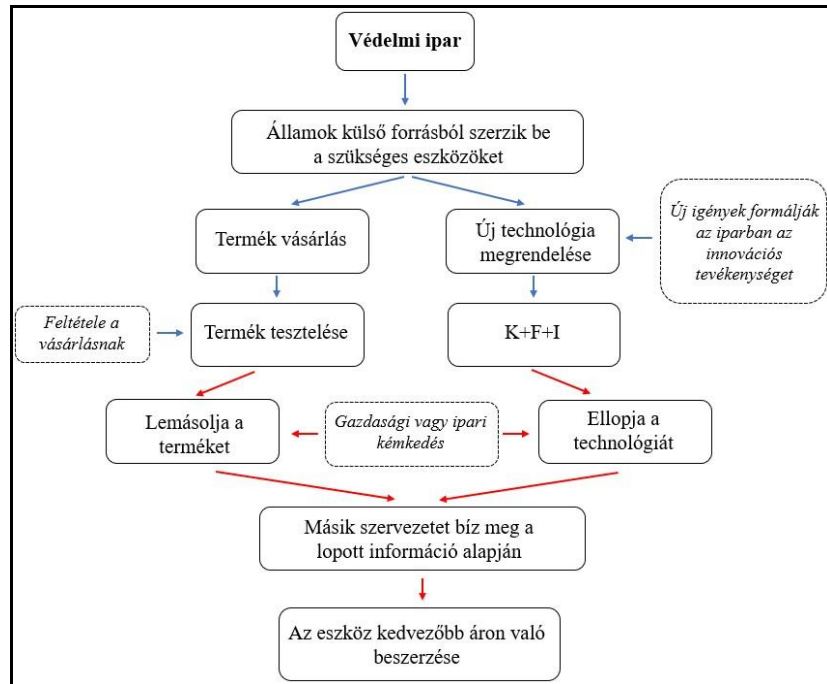 Védelmi ipar
Államok külső forrásból szerzik be
a szükséges eszközöket
Termék vásárlás
Új technológia
megrendelése
Új igények formálják
az iparban az
innovációs
tevékenységet
Feltétele a
vásárlásnak
Termék tesztelése
K+F+I
Lemásolja a
terméket
Gazdasági vagy ipari
kémkedés
Ellopja a
technológiát
Másik szervezetet bíz meg a
lopott információ alapján
Az eszköz kedvezőbb áron való
beszerzése